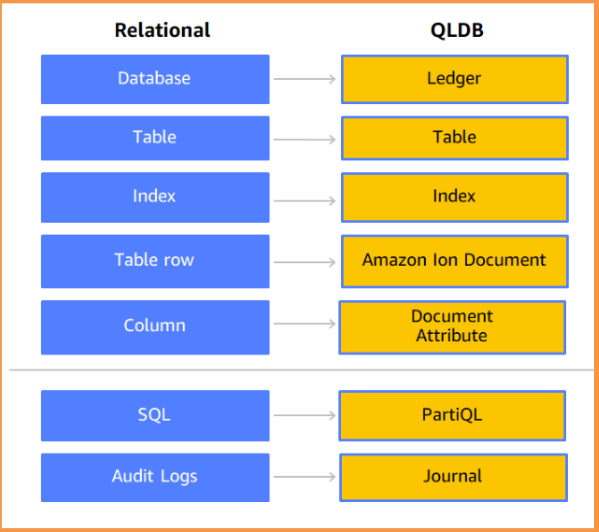 Relational QLDB
Database Ledger
Table Table
Index Index
Table row Amazon Ion Document
Column Document
Attribute
SQL PartiQL
Audit Logs Journal